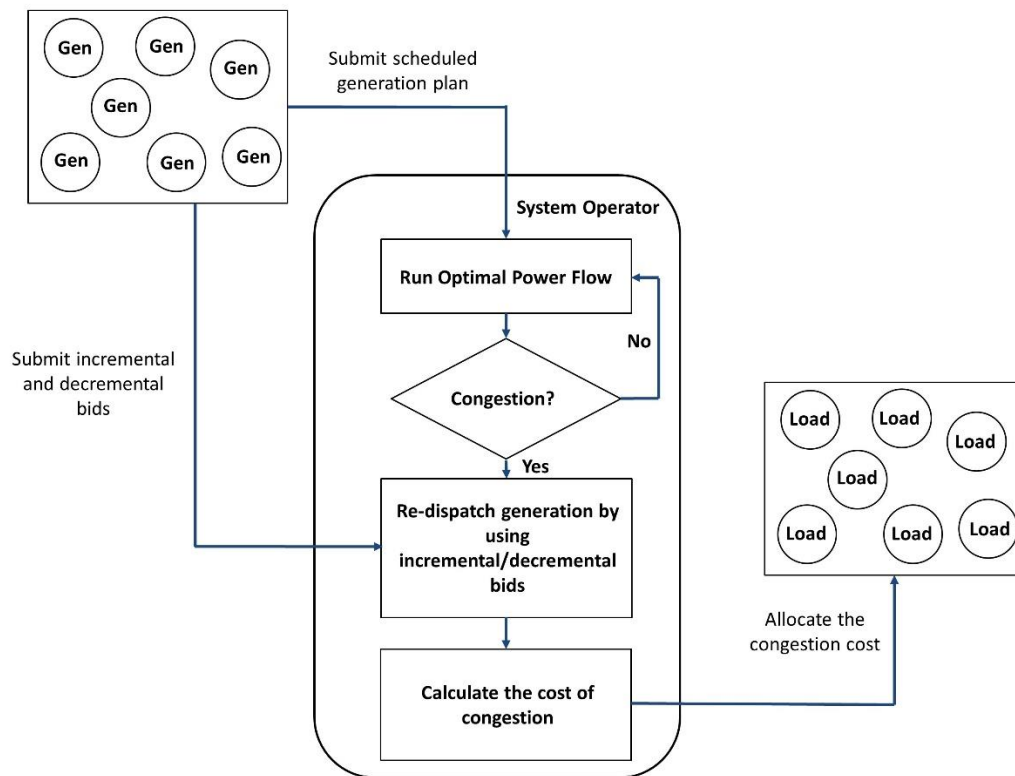 Gen
Gen
Gen
Gen
Gen
Gen
Gen
Submit scheduled
generation plan
System Operator
Run Optimal Power Flow
No
Congestion?
Yes
Submit incremental
and decremental
bids
Re-dispatch generation by
using
incremental/decremental
bids
Calculate the cost of
congestion
Load
Load
Load
Load
Load
Load
Load
Allocate the
congestion cost